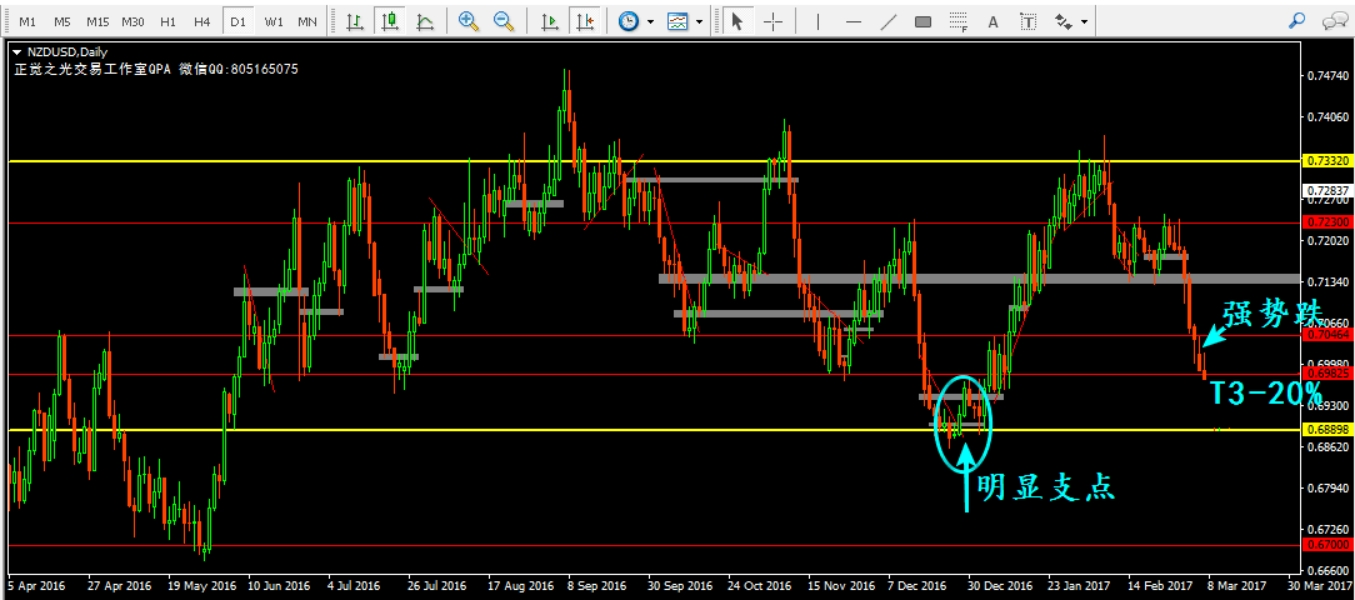 M1 M5 M15 M30 H1 H4 D1 W1 MN
NZDUSD,Daily
正觉之光交易工作室QPA 微信QQ:805165075
0.74740
0.74060
0.73320
0.72837
0.72700
0.72300
0.72020
0.71340
强势跌
0.70660
0.70464
0.69980
0.69825
T3-20%
0.69300
0.68898
0.68620
明显支点
0.67940
0.67260
0.67000
0.66600
5 Apr 2016 27 Apr 2016 19 May 2016 10 Jun 2016 4 Jul 2016 26 Jul 2016 17 Aug 2016 8 Sep 2016 30 Sep 2016 24 Oct 2016 15 Nov 2016 7 Dec 2016 30 Dec 2016 23 Jan 2017 14 Feb 2017 8 Mar 2017 30 Mar 2017